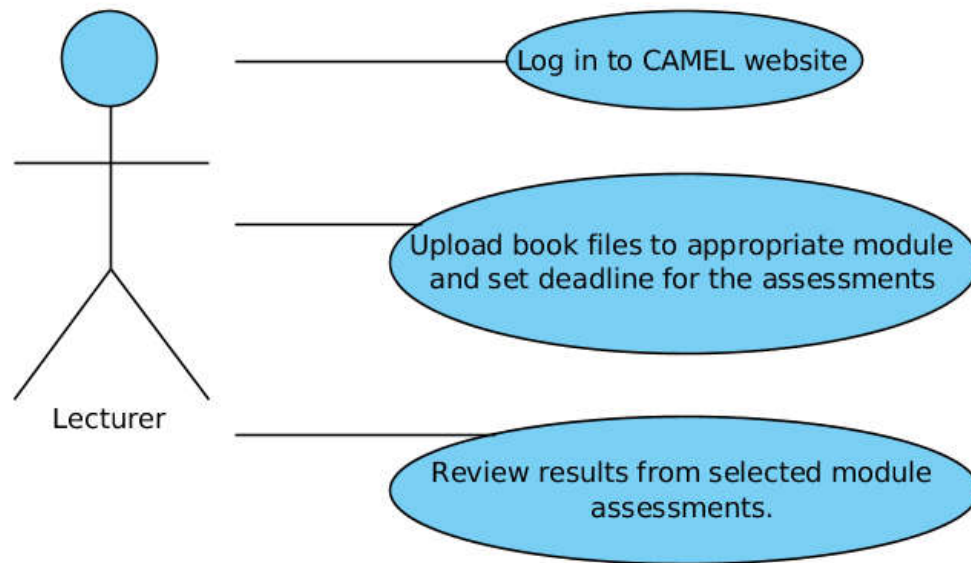 Log in to CAMEL website
Upload book files to appropriate module
and set deadline for the assessments
Lecturer
Review results from selected module
assessments.